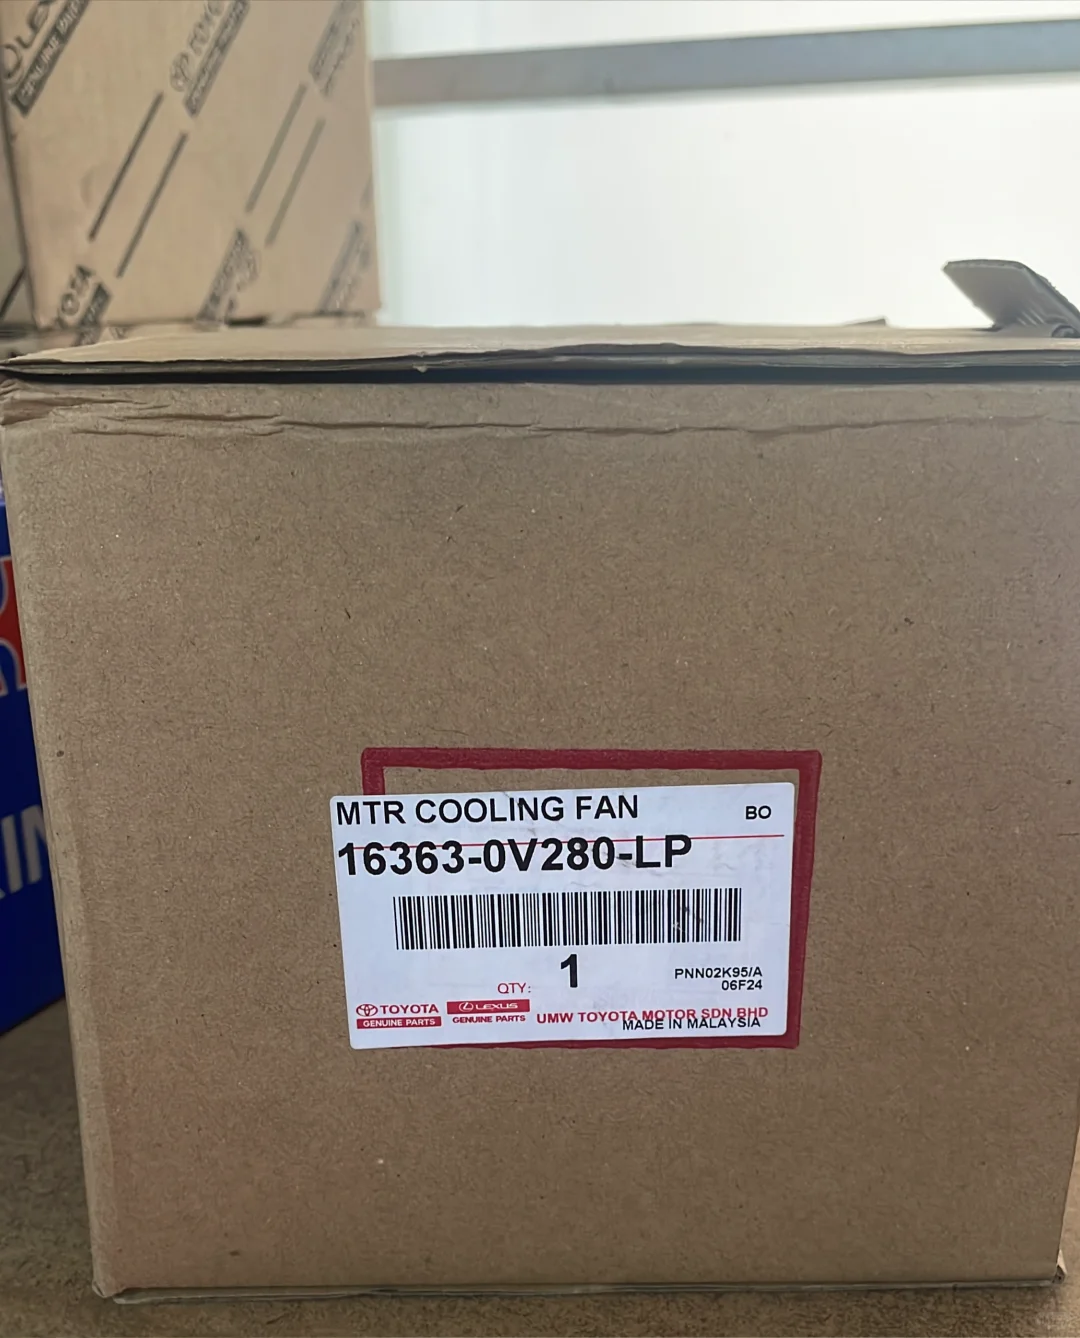 TOYOTA
MTR COOLING FAN
BO
16363-0V280-LP
1
QTY:
PNN02K95/A
06F24
TOYOTA
GENUINE PARTS
LEXUS
GENUINE PARTS
UMW TOYOTA MOTOR SDN BHD
MADE IN MALAYSIA